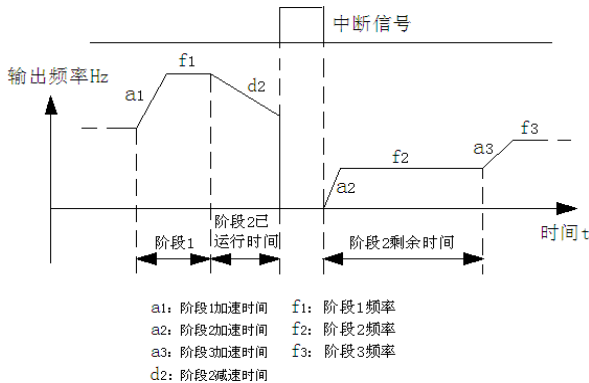 中断信号
输出频率Hz
a1
f1
d2
a2
f2
a3
f3
时间t
阶段1
阶段2已
运行时间
阶段2剩余时间
a1: 阶段1加速时间
f1: 阶段1频率
a2: 阶段2加速时间
f2: 阶段2频率
a3: 阶段3加速时间
f3: 阶段3频率
d2: 阶段2减速时间